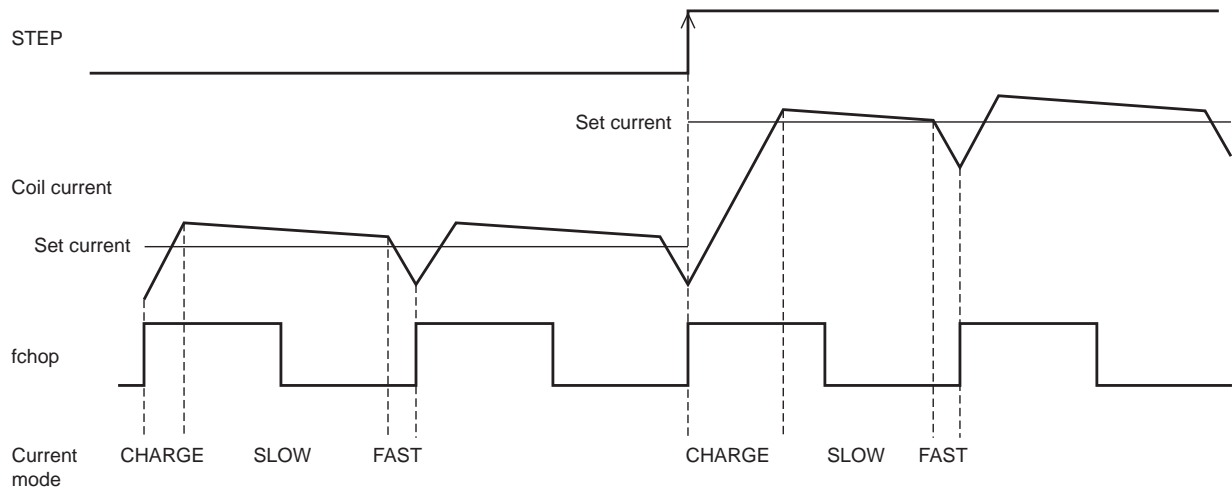 STEP
Set current
Coil current
Set current
fchop
Current mode
CHARGE SLOW FAST CHARGE SLOW FAST